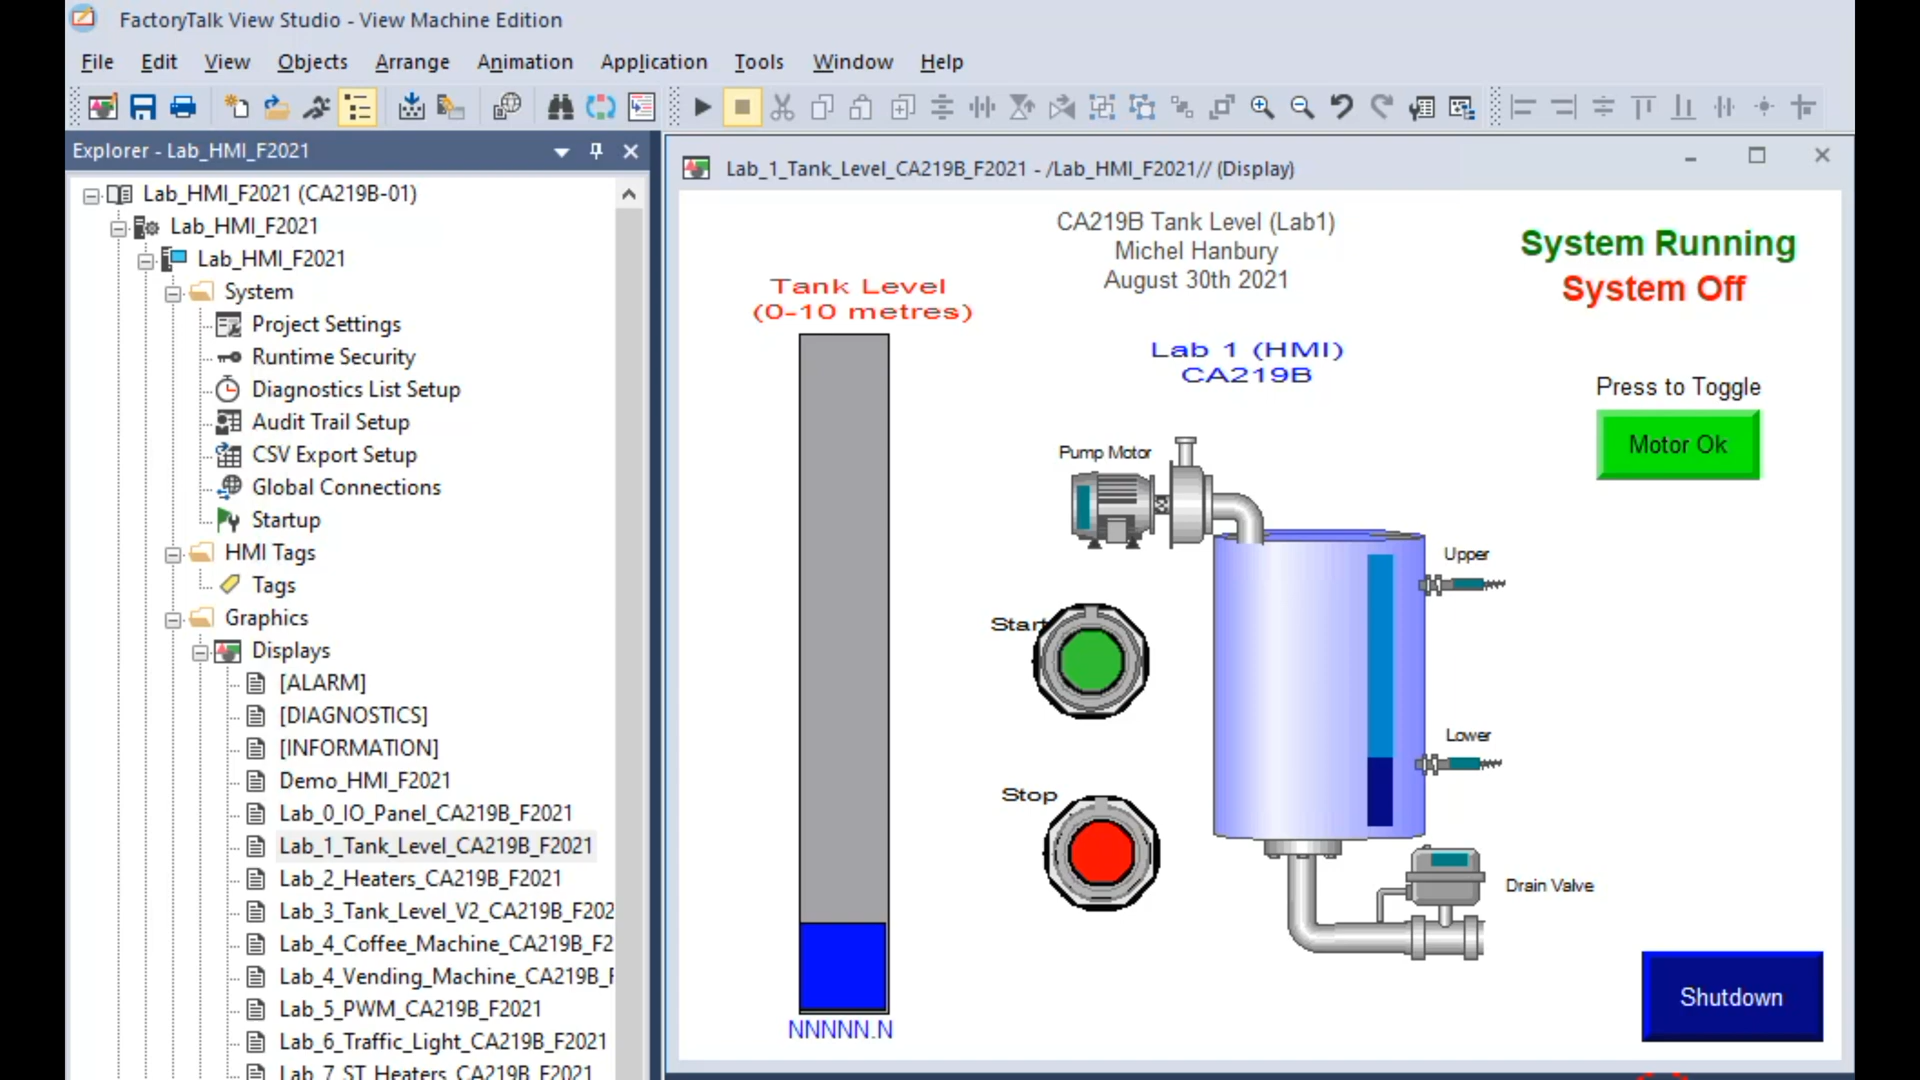 FactoryTalk View Studio - View Machine Edition
File Edit View Objects Arrange Animation Application Tools Window Help
Explorer - Lab_HMI_F2021
Lab_HMI_F2021 (CA219B-01)
Lab_HMI_F2021
Lab_HMI_F2021
System
Project Settings
Runtime Security
Diagnostics List Setup
Audit Trail Setup
CSV Export Setup
Global Connections
Startup
HMI Tags
Tags
Graphics
Displays
[ALARM]
[DIAGNOSTICS]
[INFORMATION]
Demo_HMI_F2021
Lab_0_IO_Panel_CA219B_F2021
Lab_1_Tank_Level_CA219B_F2021
Lab_2_Heaters_CA219B_F2021
Lab_3_Tank_Level_V2_CA219B_F202
Lab_4_Coffee_Machine_CA219B_F2
Lab_4_Vending_Machine_CA219B_F
Lab_5_PWM_CA219B_F2021
Lab_6_Traffic_Light_CA219B_F2021
Lab_7_ST_Heaters_CA219B_F2021
Lab_1_Tank_Level_CA219B_F2021 - /Lab_HMI_F2021// (Display)
CA219B Tank Level (Lab1)
Michel Hanbury
August 30th 2021
System Running
System Off
Tank Level
(0-10 metres)
Lab 1 (HMI)
CA219B
Press to Toggle
Motor Ok
Pump Motor
Upper
Start
Lower
Stop
Drain Valve
Shutdown
NNNNN.N